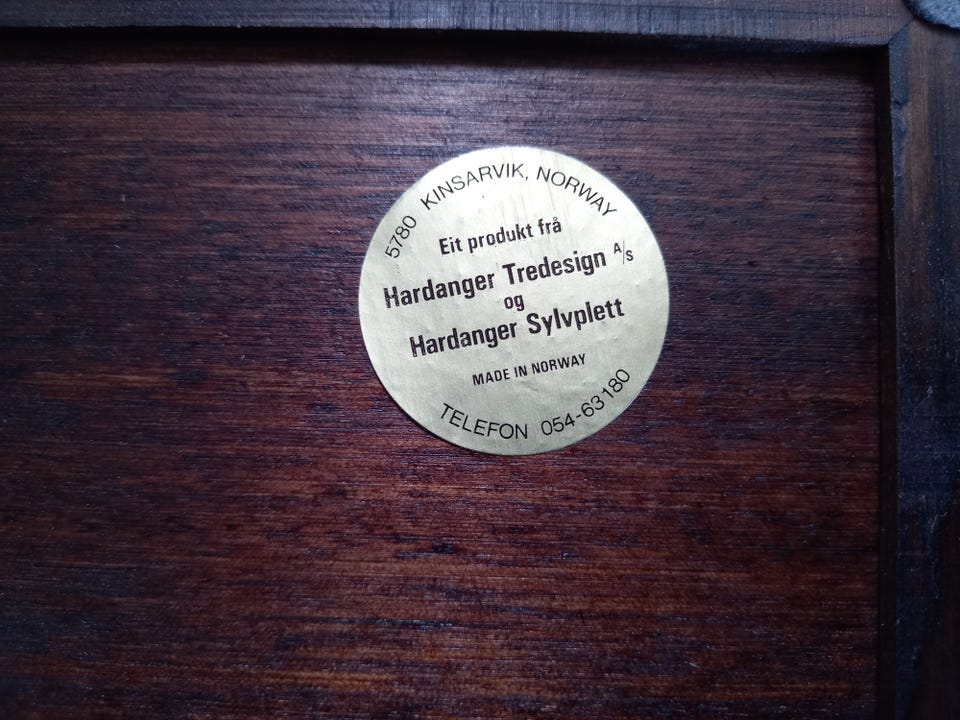 5780 KINSARVIK, NORWAY
Eit produkt frå
Hardanger Tredesign A/s
og
Hardanger Sylvplett
MADE IN NORWAY
TELEFON 054-63180